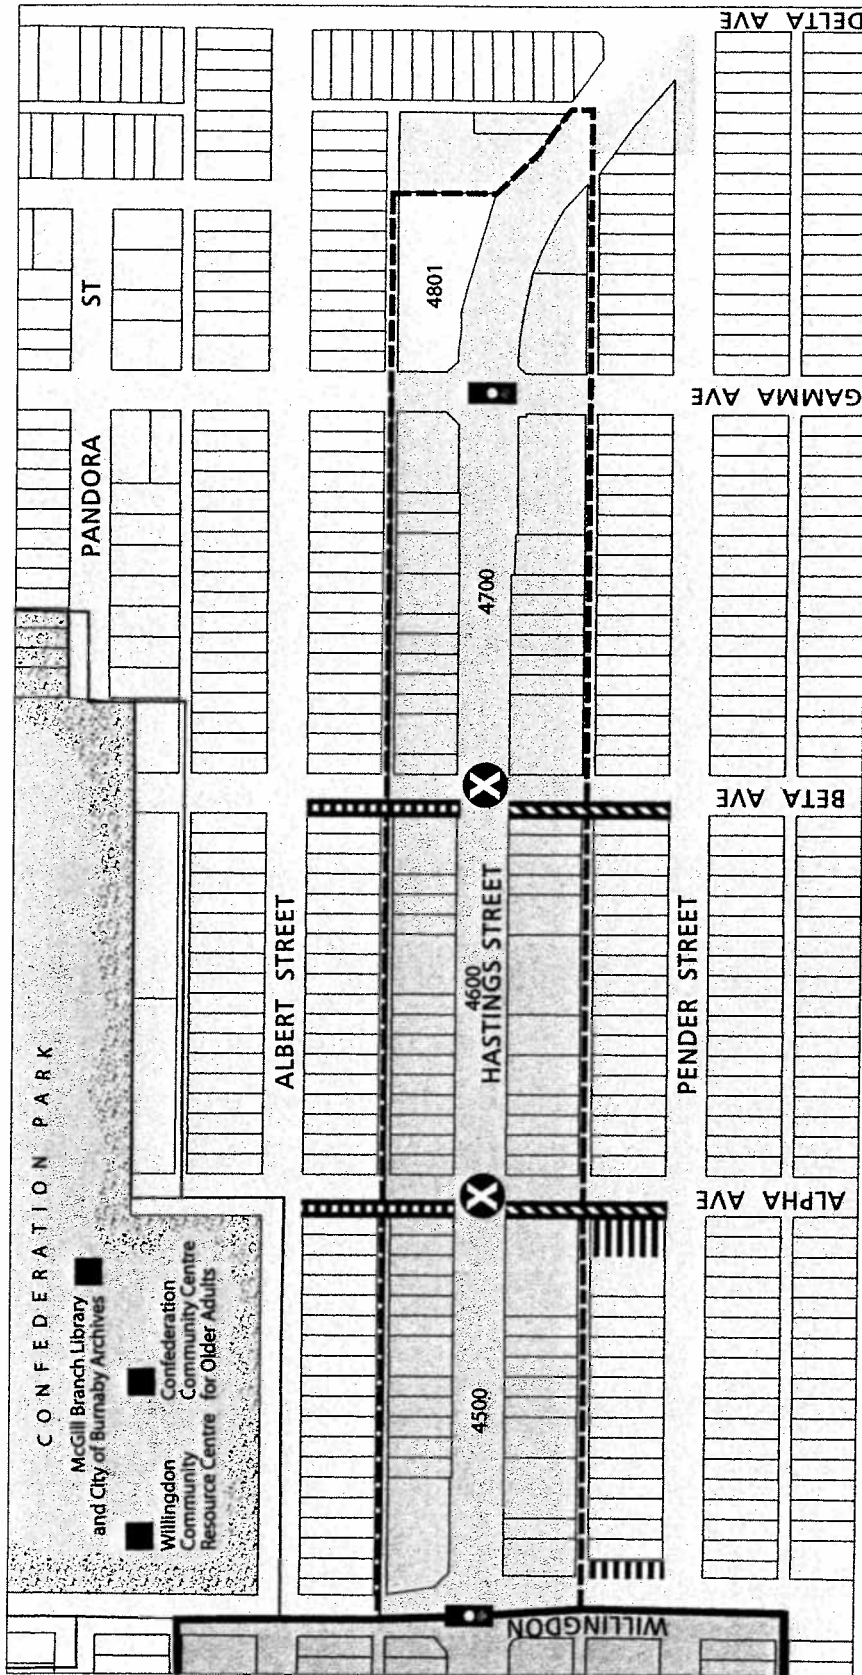 CONFEDERATION PARK
McGill Branch Library
and City of Burnaby Archives
Willingdon
Community
Resource Centre
Confederation
Community Centre
for Older Adults
PANDORA
ST
ALBERT STREET
4500
4600
HASTINGS STREET
4700
4801
PENDER STREET
WILLINGDON
ALPHA AVE
BETA AVE
GAMMA AVE
DELTA AVE
X
X